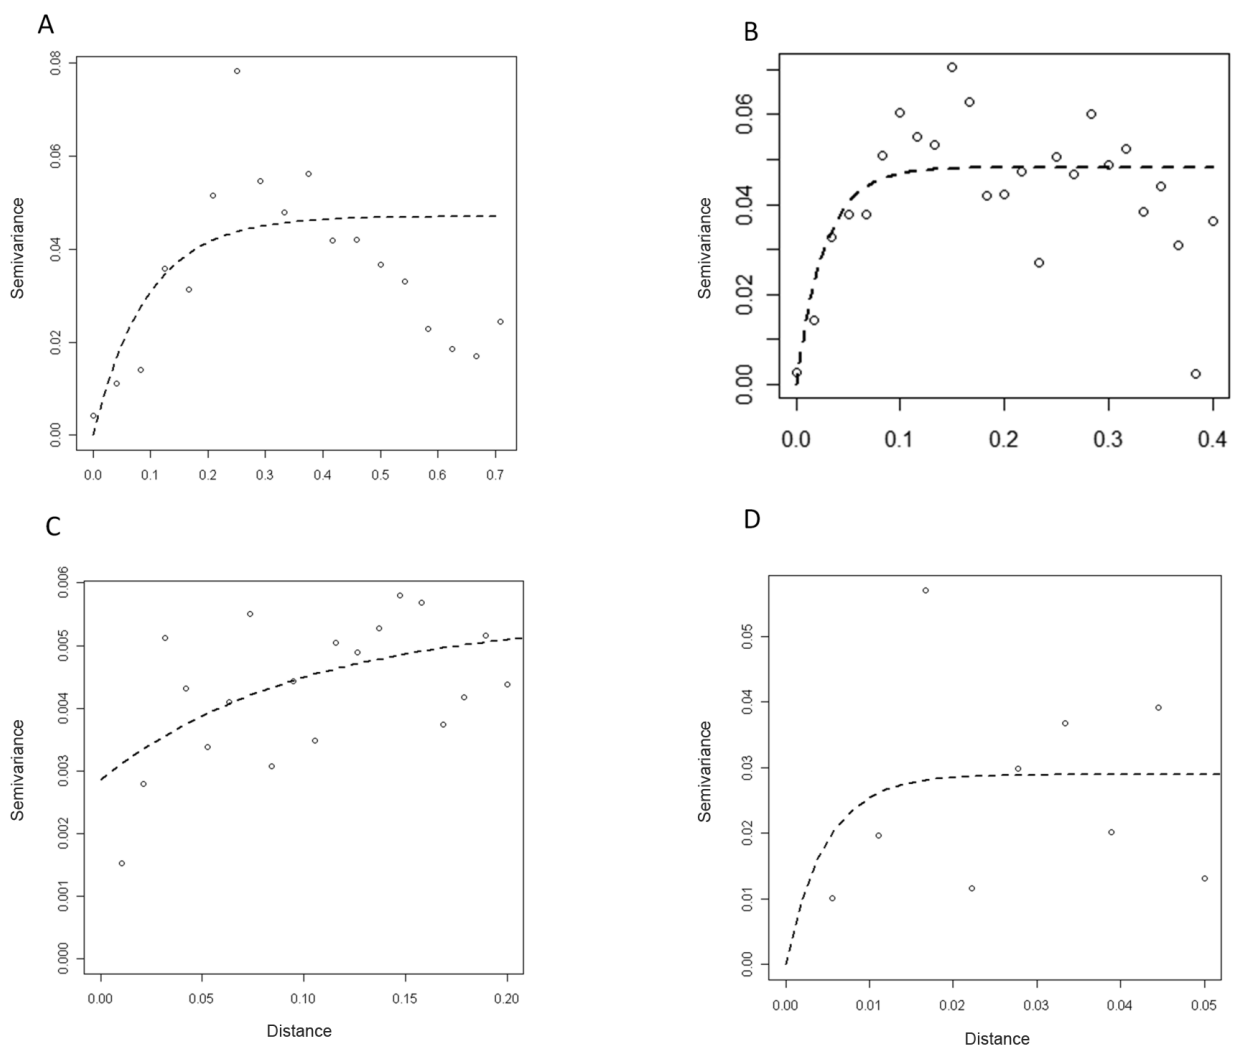 A
Semivariance
0.00 0.02 0.04 0.06 0.08
0.0 0.1 0.2 0.3 0.4 0.5 0.6 0.7
B
Semivariance
0.00 0.02 0.04 0.06
0.0 0.1 0.2 0.3 0.4
C
Semivariance
0.000 0.001 0.002 0.003 0.004 0.005 0.006
0.00 0.05 0.10 0.15 0.20
Distance
D
Semivariance
0.00 0.01 0.02 0.03 0.04 0.05
0.00 0.01 0.02 0.03 0.04 0.05
Distance